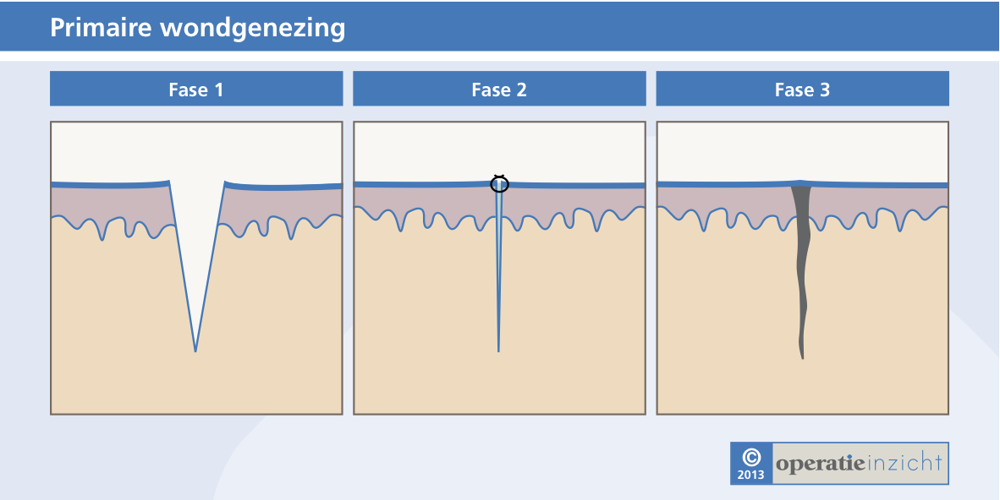 Primaire wondgenezing
Fase 1
Fase 2
Fase 3
© 2013
operatieinzicht